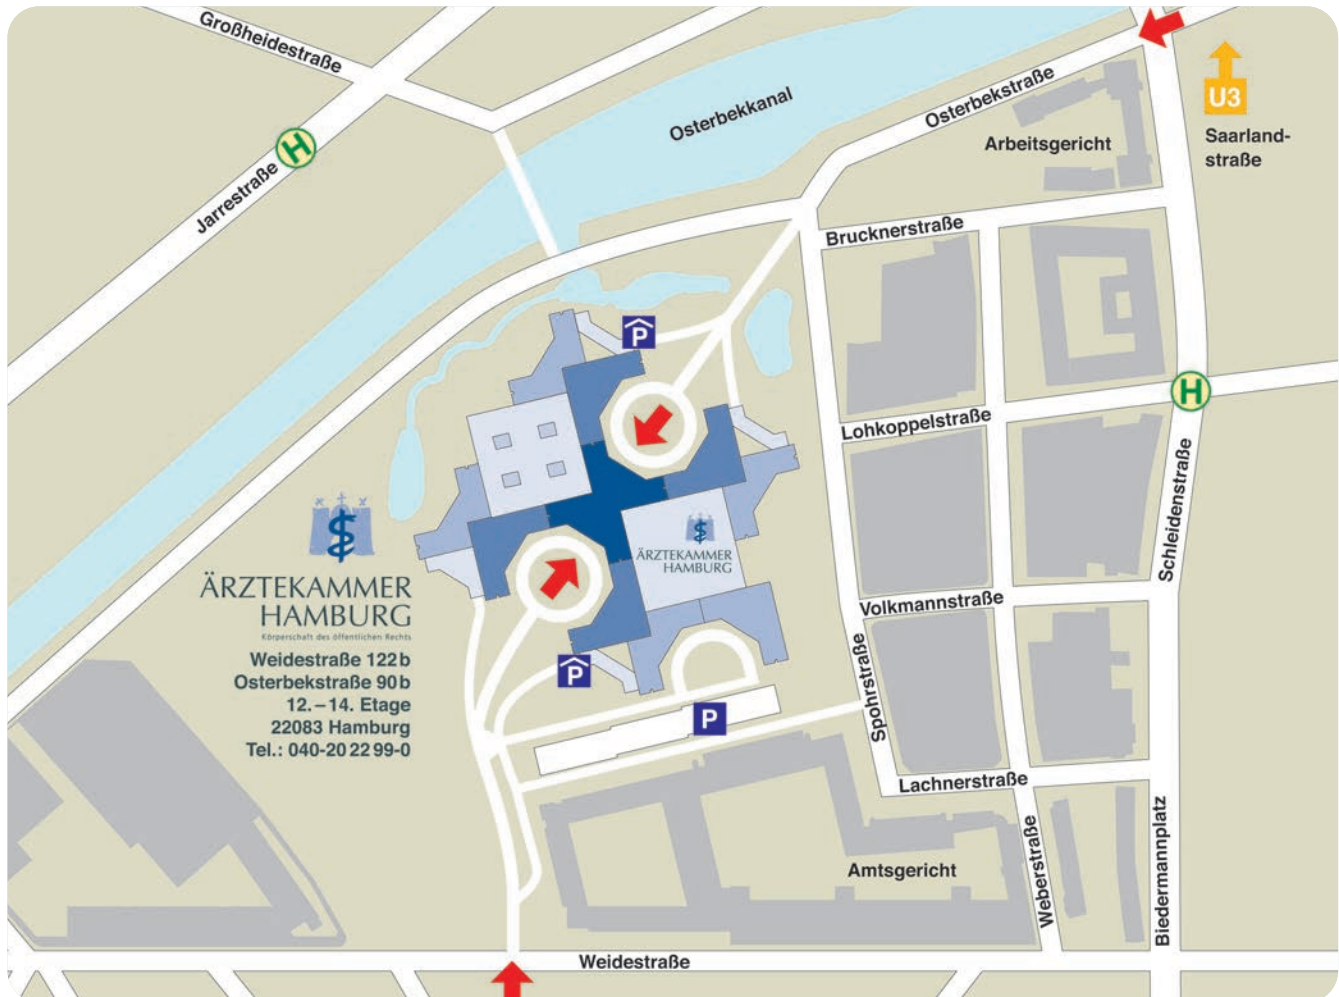 Großheidestraße
Jarrestraße
H
Osterbekkanal
Osterbekstraße
U3
Saarland-
straße
Arbeitsgericht
Brucknerstraße
P
Lohkoppelstraße
H
Schleidenstraße
ÄRZTEKAMMER
HAMBURG
ÄRZTEKAMMER
HAMBURG
Körperschaft des öffentlichen Rechts
Weidestraße 122 b
Osterbekstraße 90 b
12. – 14. Etage
22083 Hamburg
Tel.: 040-20 22 99-0
Volkmannstraße
Spohrstraße
P
P
Lachnerstraße
Amtsgericht
Weberstraße
Biedermannplatz
Weidestraße